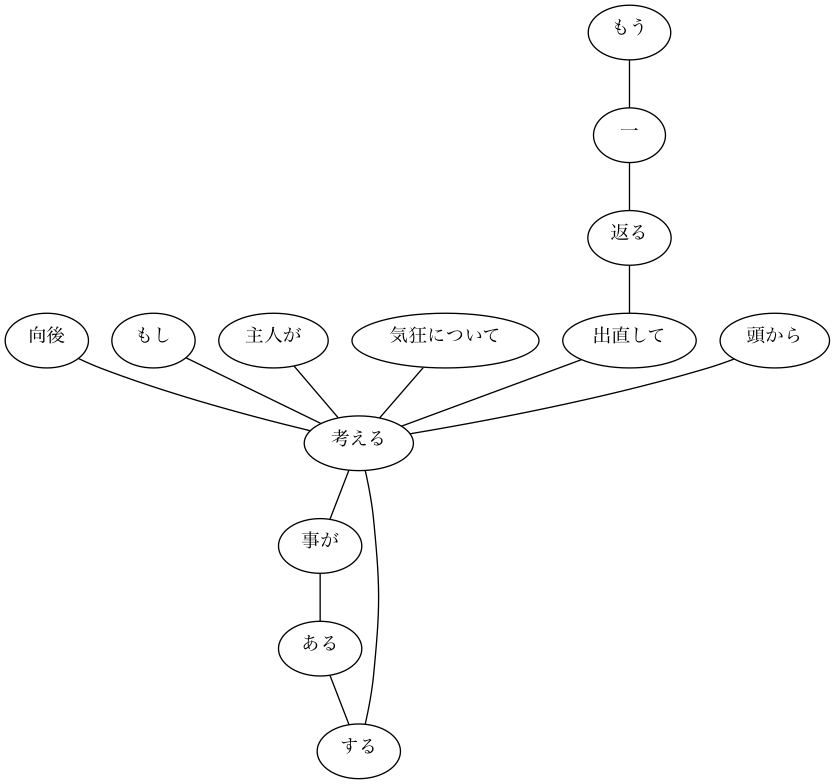 もう
一
返る
向後
もし
主人が
気狂について
出直して
頭から
考える
事が
ある
する